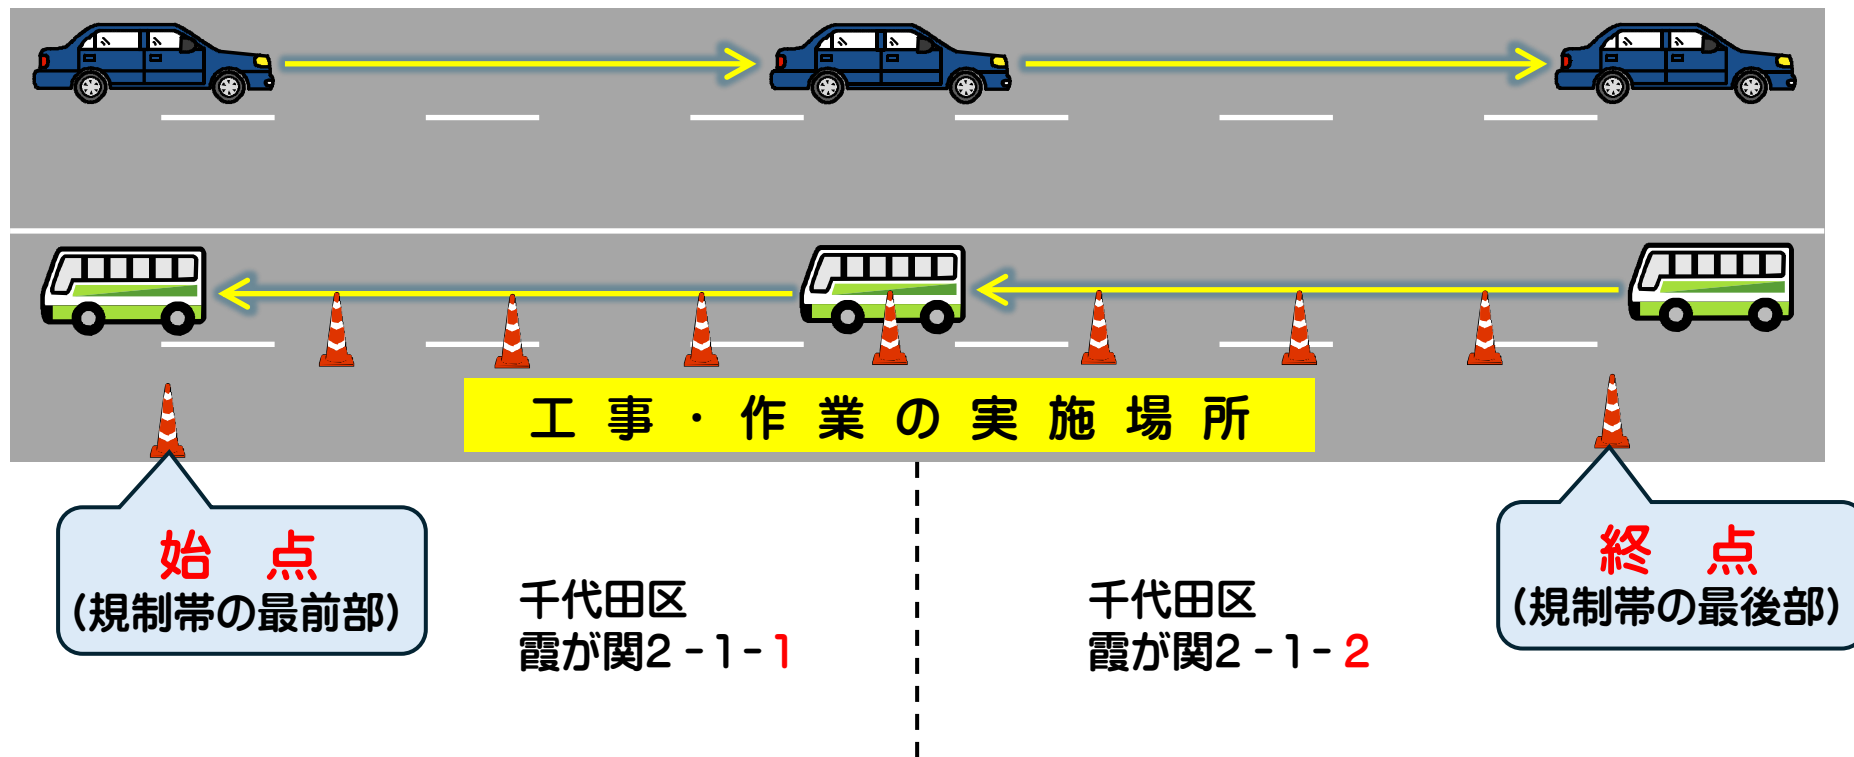 工事・作業の実施場所
始　点
(規制帯の最前部)
千代田区
霞が関2-1-1
千代田区
霞が関2-1-2
終　点
(規制帯の最後部)